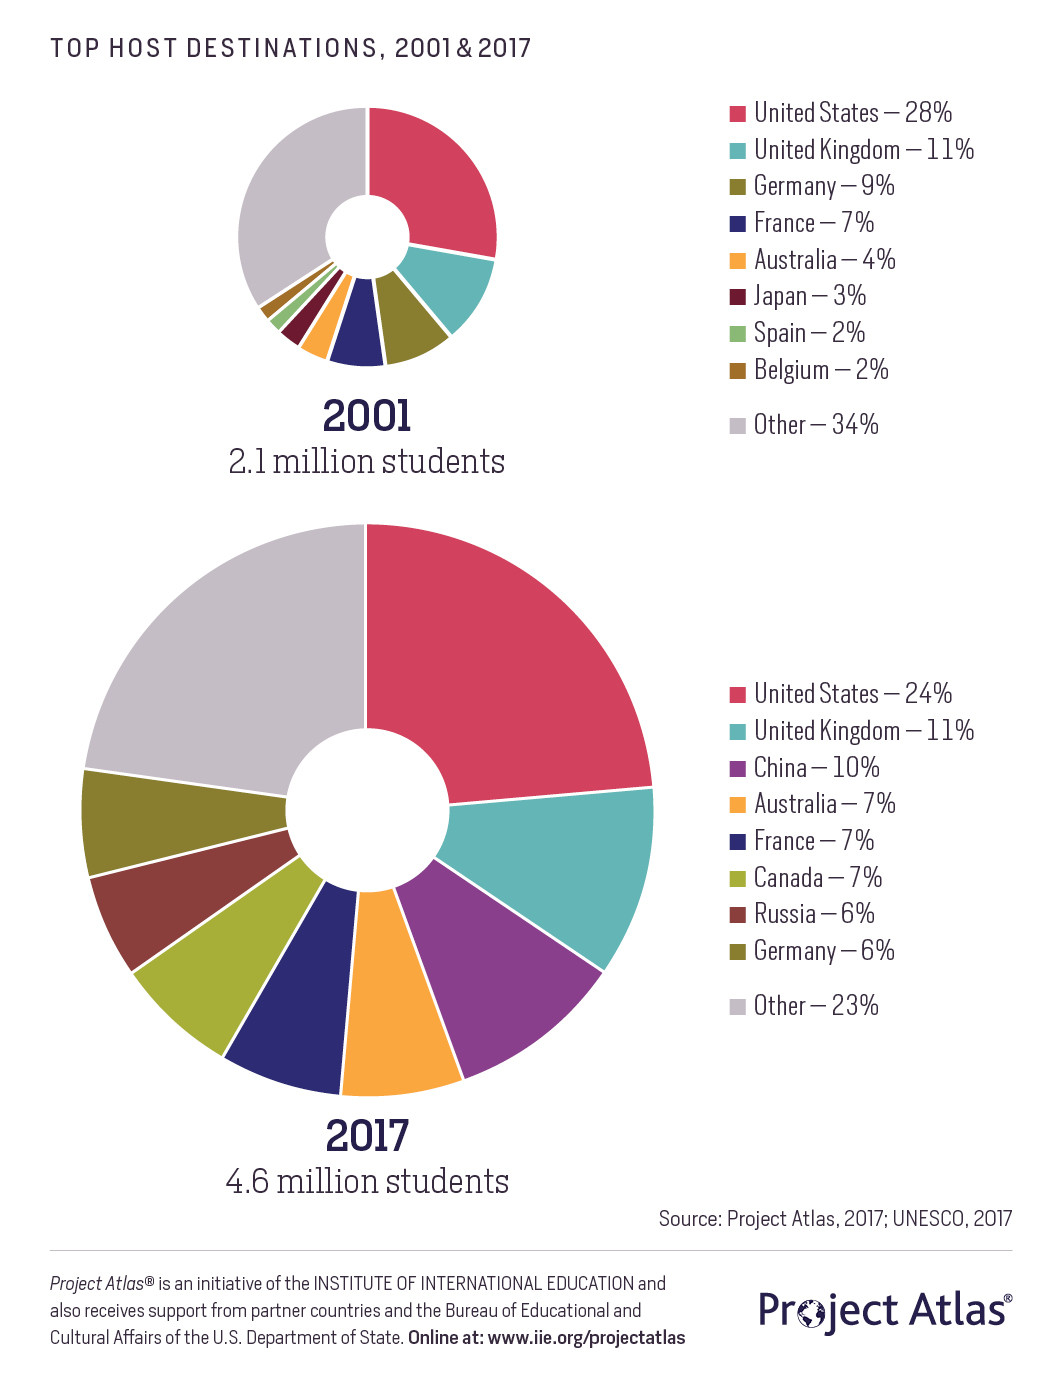 TOP HOST DESTINATIONS, 2001 & 2017
United States – 28%
United Kingdom – 11%
Germany – 9%
France – 7%
Australia – 4%
Japan – 3%
Spain – 2%
Belgium – 2%
Other – 34%
2001
2.1 million students
United States – 24%
United Kingdom – 11%
China – 10%
Australia – 7%
France – 7%
Canada – 7%
Russia – 6%
Germany – 6%
Other – 23%
2017
4.6 million students
Source: Project Atlas, 2017; UNESCO, 2017
Project Atlas® is an initiative of the INSTITUTE OF INTERNATIONAL EDUCATION and
also receives support from partner countries and the Bureau of Educational and
Cultural Affairs of the U.S. Department of State. Online at: www.iie.org/projectatlas
Project Atlas®